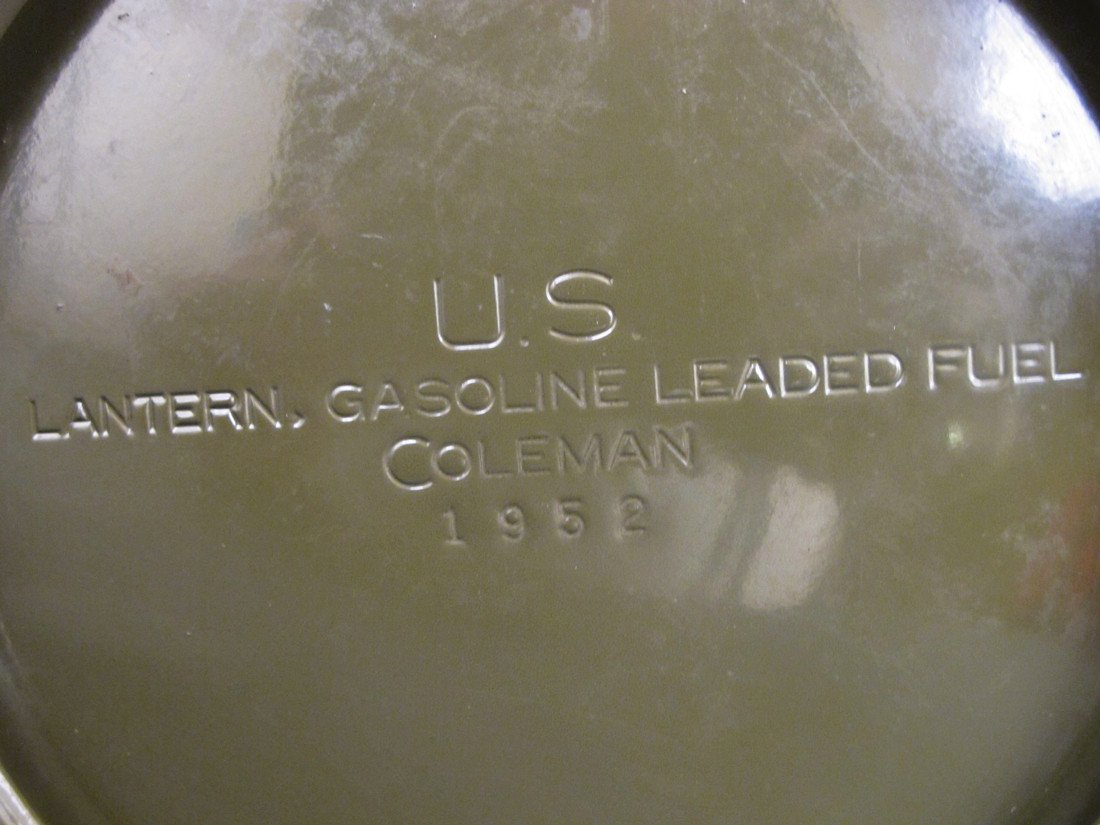 U.S.
LANTERN, GASOLINE LEADED FUEL
COLEMAN
1952